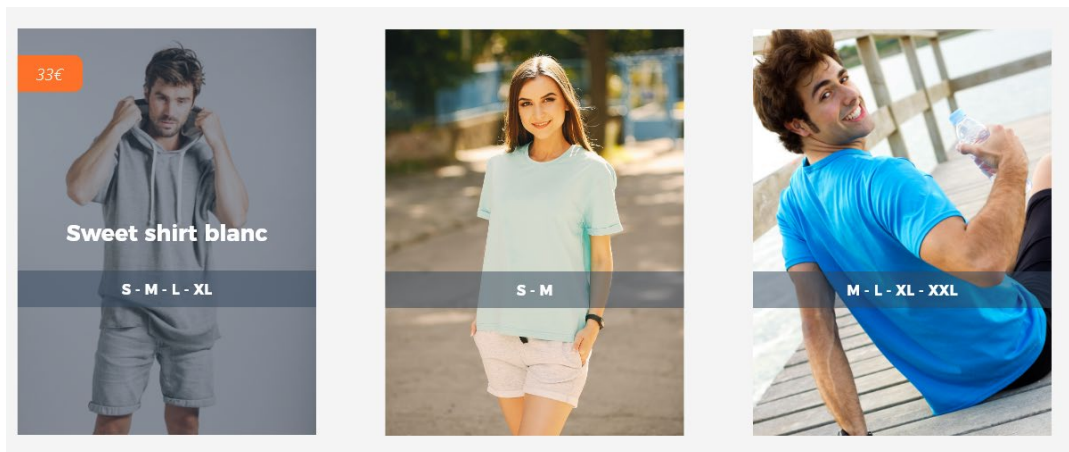 33€
Sweet shirt blanc
S - M - L - XL
S - M
M - L - XL - XXL